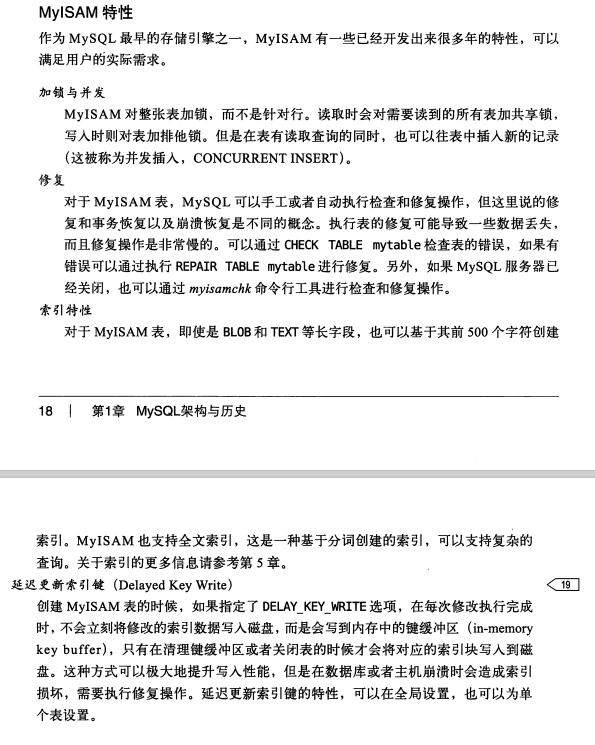 MyISAM 特性
作为 MySQL 最早的存储引擎之一，MyISAM 有一些已经开发出来很多年的特性，可以
满足用户的实际需求。
加锁与并发
MyISAM 对整张表加锁，而不是针对行。读取时会对需要读到的所有表加共享锁，
写入时则对表加排他锁。但是在表有读取查询的同时，也可以往表中插入新的记录
（这被称为并发插入，CONCURRENT INSERT）。
修复
对于 MyISAM 表，MySQL 可以手工或者自动执行检查和修复操作，但这里说的修
复和事务恢复以及崩溃恢复是不同的概念。执行表的修复可能导致一些数据丢失，
而且修复操作是非常慢的。可以通过 CHECK TABLE mytable 检查表的错误，如果有
错误可以通过执行 REPAIR TABLE mytable 进行修复。另外，如果 MySQL 服务器已
经关闭，也可以通过 myisamchk 命令行工具进行检查和修复操作。
索引特性
对于 MyISAM 表，即使是 BLOB 和 TEXT 等长字段，也可以基于其前 500 个字符创建
18 | 第1章 MySQL架构与历史
索引。MyISAM 也支持全文索引，这是一种基于分词创建的索引，可以支持复杂的
查询。关于索引的更多信息请参考第 5 章。
延迟更新索引键（Delayed Key Write）
19
创建 MyISAM 表的时候，如果指定了 DELAY_KEY_WRITE 选项，在每次修改执行完成
时，不会立刻将修改的索引数据写入磁盘，而是会写到内存中的键缓冲区（in-memory
key buffer），只有在清理键缓冲区或者关闭表的时候才会将对应的索引块写入到磁
盘。这种方式可以极大地提升写入性能，但是在数据库或者主机崩溃时会造成索引
损坏，需要执行修复操作。延迟更新索引键的特性，可以在全局设置，也可以为单
个表设置。